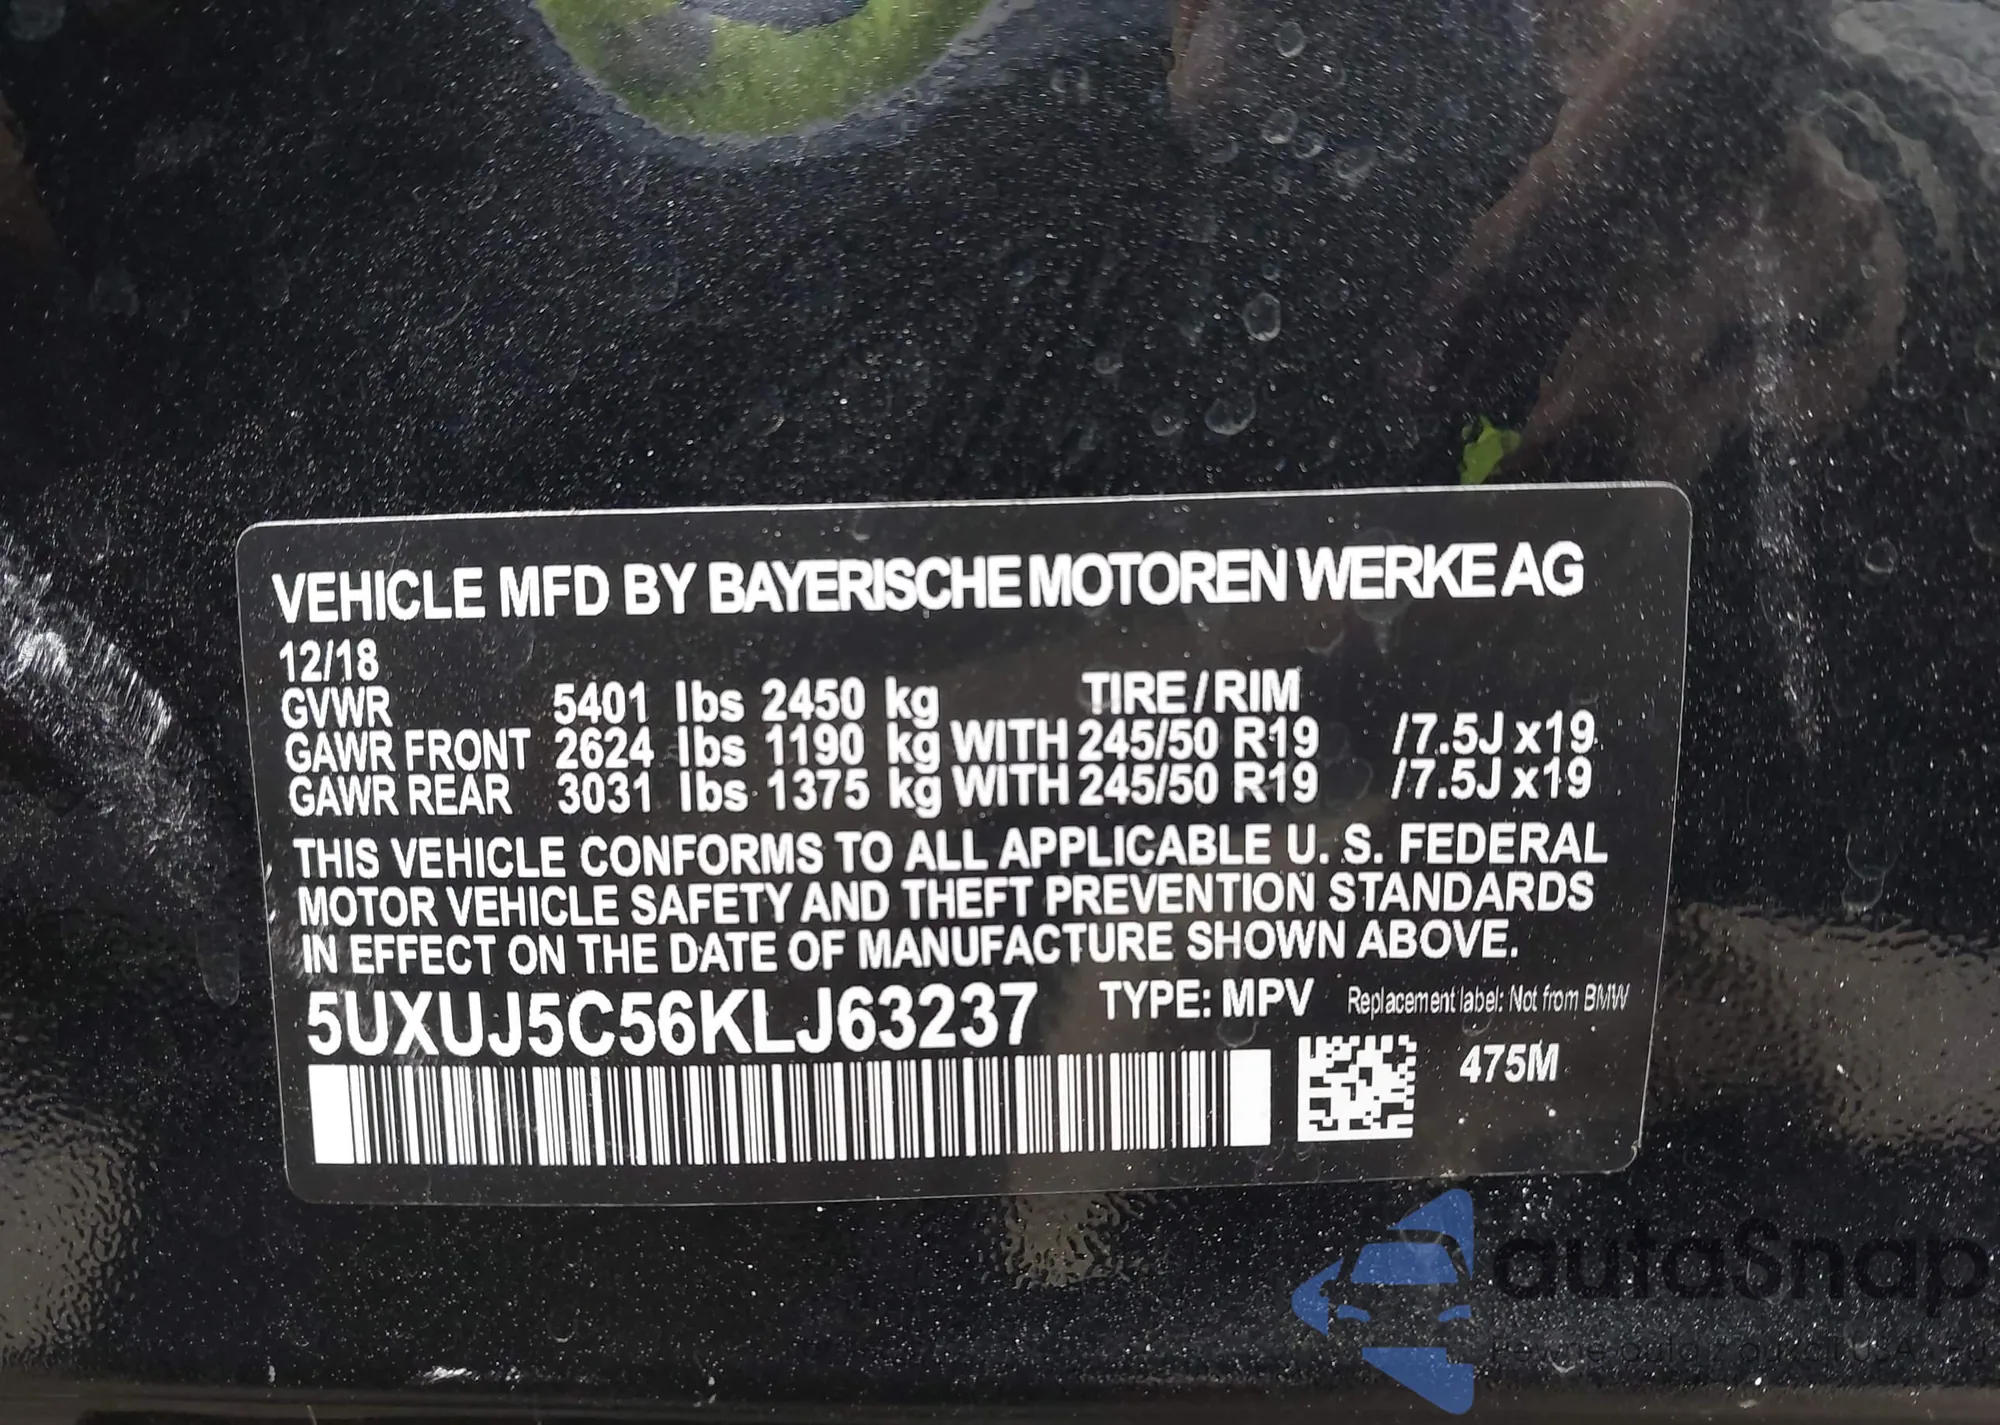 VEHICLE MFD BY BAYERISCHE MOTOREN WERKE AG
12/18
GVWR 5401 lbs 2450 kg TIRE/RIM
GAWR FRONT 2624 lbs 1190 kg WITH 245/50 R19 /7.5J x19
GAWR REAR 3031 lbs 1375 kg WITH 245/50 R19 /7.5J x19
THIS VEHICLE CONFORMS TO ALL APPLICABLE U. S. FEDERAL
MOTOR VEHICLE SAFETY AND THEFT PREVENTION STANDARDS
IN EFFECT ON THE DATE OF MANUFACTURE SHOWN ABOVE.
5UXUJ5C56KLJ63237 TYPE: MPV Replacement label: Not from BMW
475M
autaSnap